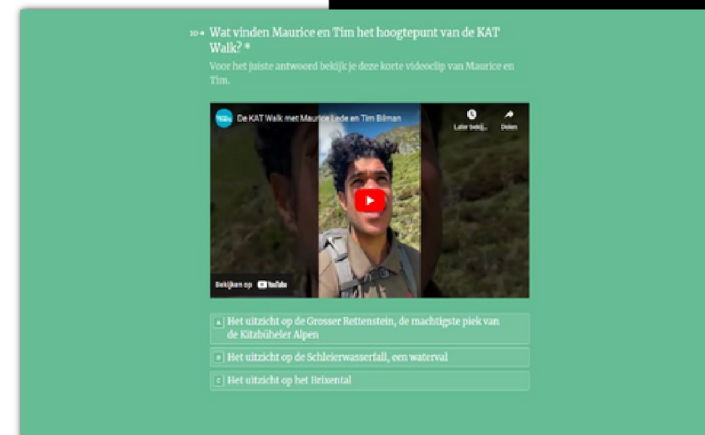 10→ Wat vinden Maurice en Tim het hoogtepunt van de KAT
Walk? *
Voor het juiste antwoord bekijk je deze korte videoclip van Maurice en
Tim.
De KAT Walk met Maurice Lede en Tim Bilman
Later bekij...
Delen
Bekijken op YouTube
A Het uitzicht op de Grosser Rettenstein, de machtigste piek van
de Kitzbüheler Alpen
B Het uitzicht op de Schleierwasserfall, een waterval
C Het uitzicht op het Brixental